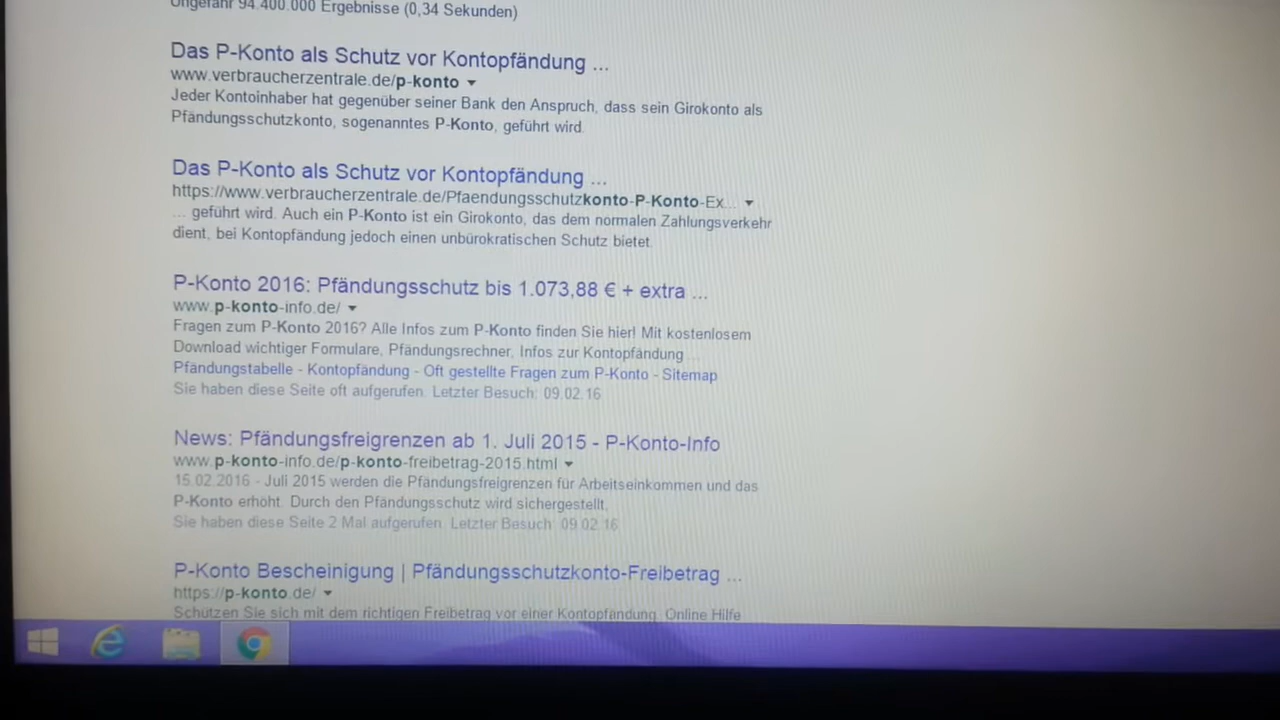 Ungefähr 94.400.000 Ergebnisse (0,34 Sekunden)
Das P-Konto als Schutz vor Kontopfändung ...
www.verbraucherzentrale.de/p-konto
Jeder Kontoinhaber hat gegenüber seiner Bank den Anspruch, dass sein Girokonto als
Pfändungsschutzkonto, sogenanntes P-Konto, geführt wird.
Das P-Konto als Schutz vor Kontopfändung ...
https://www.verbraucherzentrale.de/Pfaendungsschutzkonto-P-Konto-Ex...
... geführt wird. Auch ein P-Konto ist ein Girokonto, das dem normalen Zahlungsverkehr
dient, bei Kontopfändung jedoch einen unbürokratischen Schutz bietet.
P-Konto 2016: Pfändungsschutz bis 1.073,88 € + extra ...
www.p-konto-info.de/
Fragen zum P-Konto 2016? Alle Infos zum P-Konto finden Sie hier! Mit kostenlosem
Download wichtiger Formulare, Pfändungsrechner, Infos zur Kontopfändung ...
Pfändungstabelle - Kontopfändung - Oft gestellte Fragen zum P-Konto - Sitemap
Sie haben diese Seite oft aufgerufen. Letzter Besuch: 09.02.16
News: Pfändungsfreigrenzen ab 1. Juli 2015 - P-Konto-Info
www.p-konto-info.de/p-konto-freibetrag-2015.html
15.02.2016 - Juli 2015 werden die Pfändungsfreigrenzen für Arbeitseinkommen und das
P-Konto erhöht. Durch den Pfändungsschutz wird sichergestellt,
Sie haben diese Seite 2 Mal aufgerufen. Letzter Besuch: 09.02.16
P-Konto Bescheinigung | Pfändungsschutzkonto-Freibetrag ...
https://p-konto.de/
Schützen Sie sich mit dem richtigen Freibetrag vor einer Kontopfändung. Online Hilfe